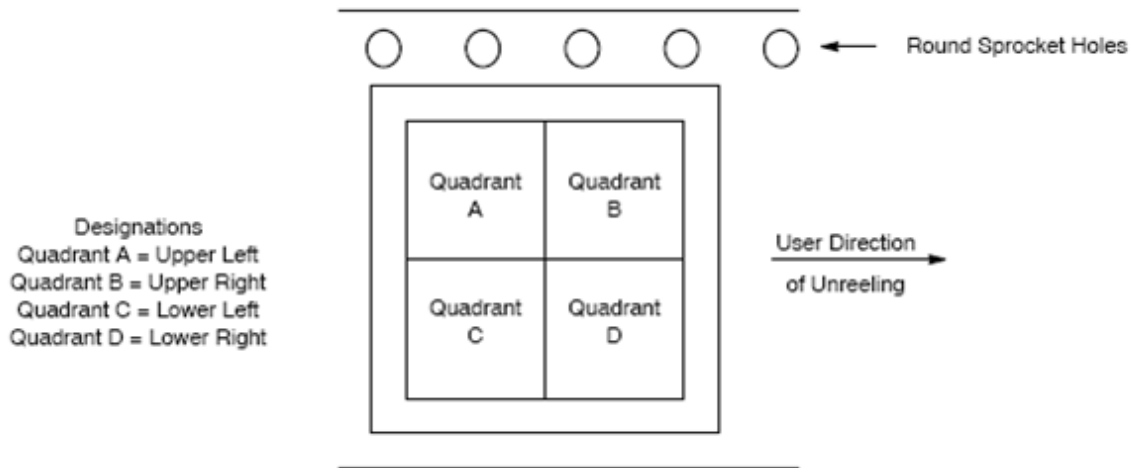 Round Sprocket Holes
Quadrant
A
Quadrant
B
Designations
Quadrant A = Upper Left
Quadrant B = Upper Right
Quadrant C = Lower Left
Quadrant D = Lower Right
User Direction
of Unreeling
Quadrant
C
Quadrant
D